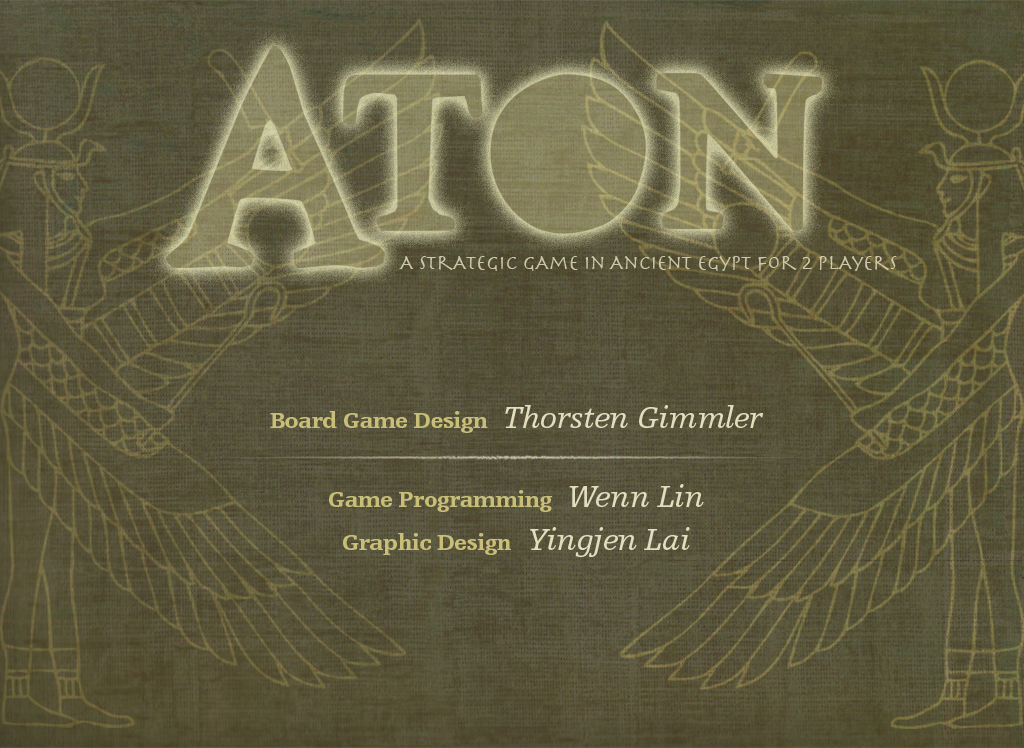 ATON
A STRATEGIC GAME IN ANCIENT EGYPT FOR 2 PLAYERS
Board Game Design Thorsten Gimmler
Game Programming Wenn Lin
Graphic Design Yingjen Lai